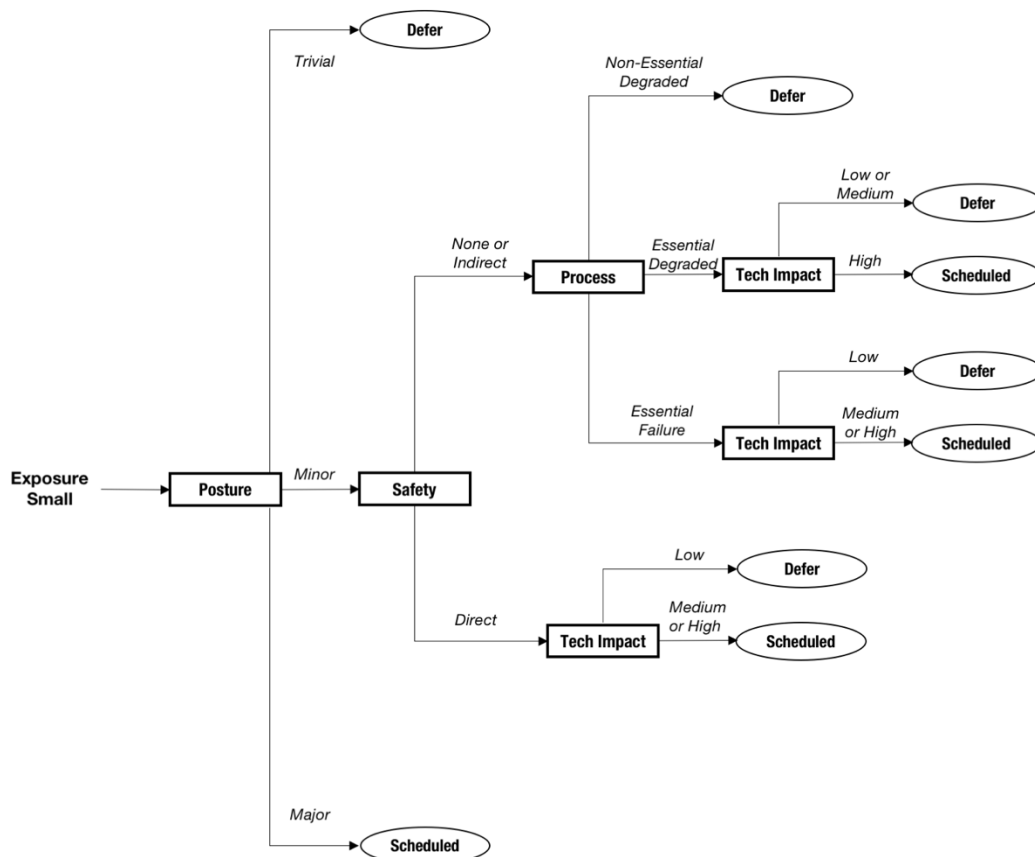 Defer
Trivial
Non-Essential
Degraded
Defer
Low or
Medium
Defer
None or
Indirect
Essential
Degraded
High
Process
Tech Impact
Scheduled
Low
Defer
Essential
Failure
Medium
or High
Tech Impact
Scheduled
Exposure
Small
Posture
Minor
Safety
Low
Defer
Direct
Medium
or High
Tech Impact
Scheduled
Major
Scheduled